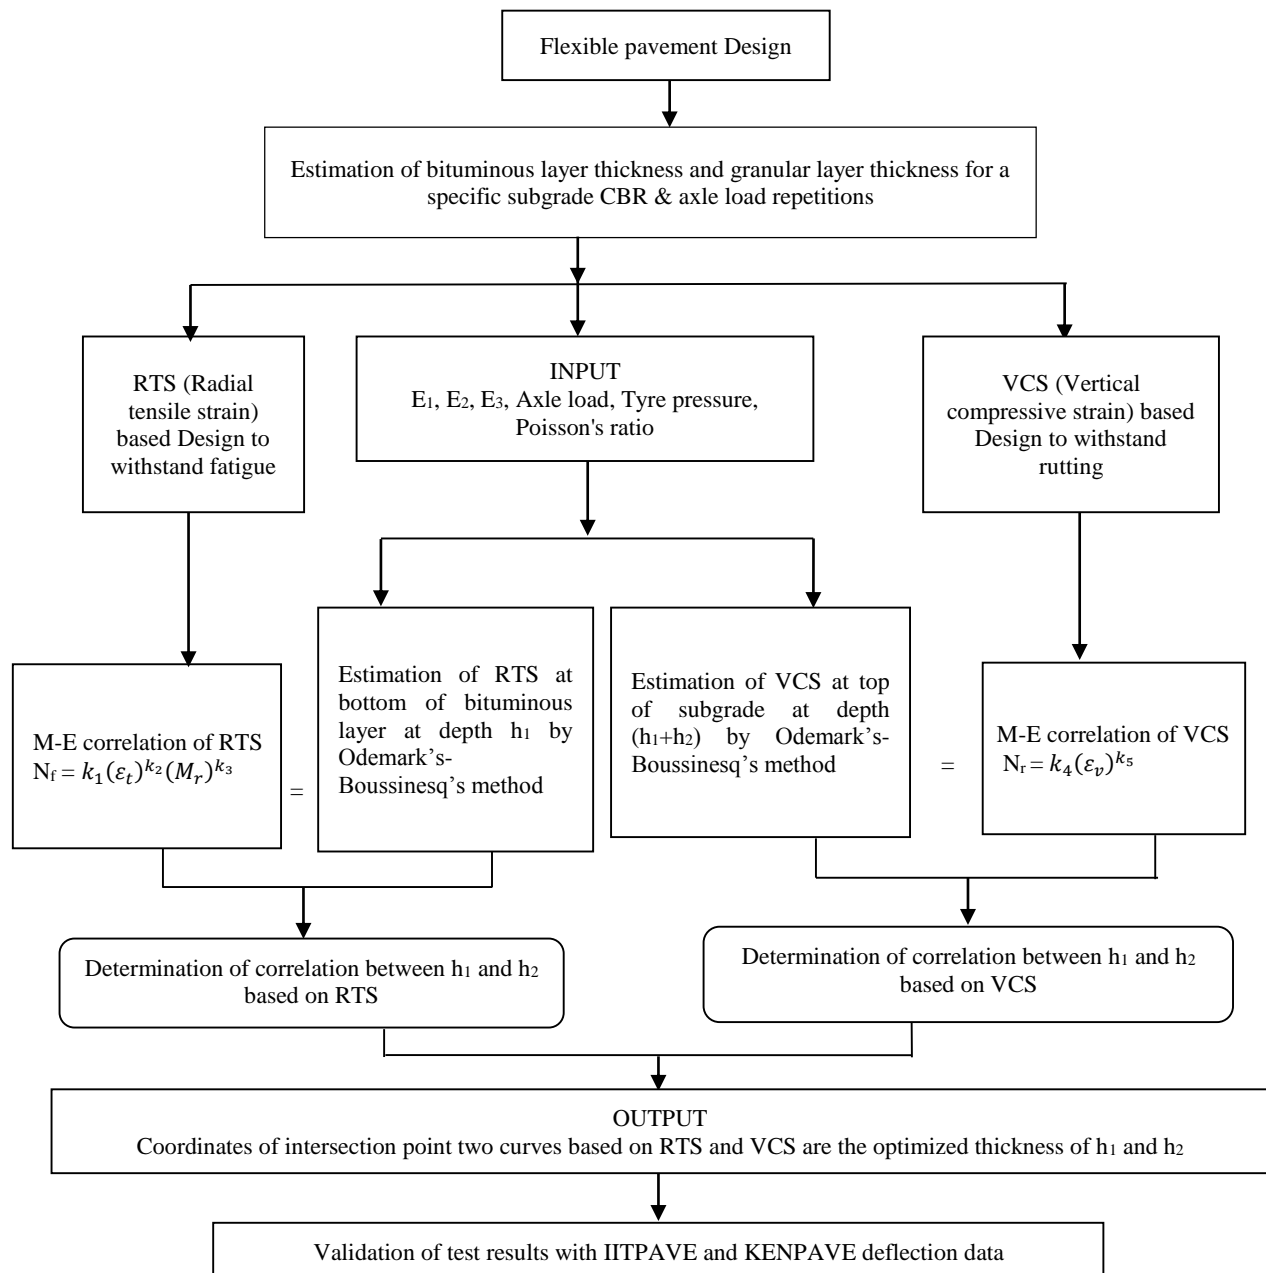 Flexible pavement Design
Estimation of bituminous layer thickness and granular layer thickness for a
specific subgrade CBR & axle load repetitions
RTS (Radial
tensile strain)
based Design to
withstand fatigue
INPUT
E₁, E₂, E₃, Axle load, Tyre pressure,
Poisson's ratio
VCS (Vertical
compressive strain) based
Design to withstand
rutting
M-E correlation of RTS
N_f = k₁(ε_t)^{k₂}(M_r)^{k₃}
=
Estimation of RTS at
bottom of bituminous
layer at depth h₁ by
Odemark’s-
Boussinesq’s method
Estimation of VCS at top
of subgrade at depth
(h₁+h₂) by Odemark’s-
Boussinesq’s method
=
M-E correlation of VCS
N_r = k₄(ε_v)^{k₅}
Determination of correlation between h₁ and h₂
based on RTS
Determination of correlation between h₁ and h₂
based on VCS
OUTPUT
Coordinates of intersection point two curves based on RTS and VCS are the optimized thickness of h₁ and h₂
Validation of test results with IITPAVE and KENPAVE deflection data